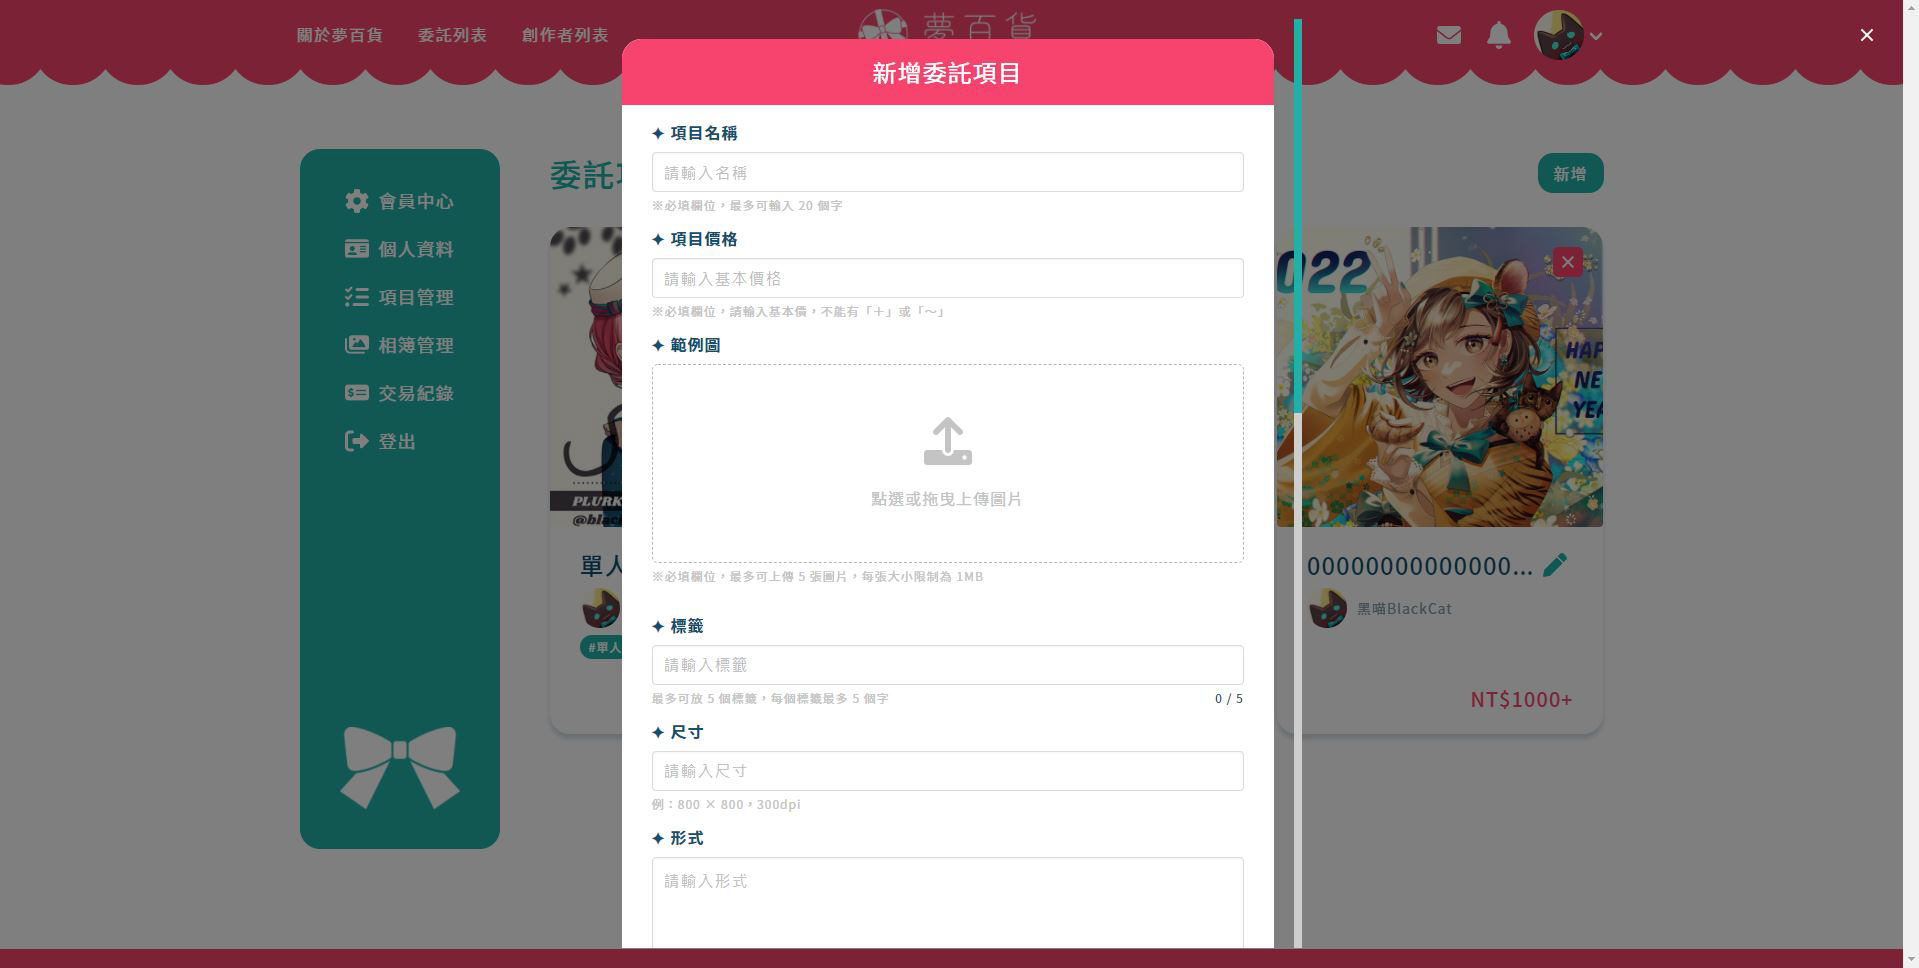 關於夢百貨
委託列表
創作者列表
夢百貨
新增委託項目
✦ 項目名稱
請輸入名稱
※必填欄位，最多可輸入 20 個字
✦ 項目價格
請輸入基本價格
※必填欄位，請輸入基本價，不能有「＋」或「～」
✦ 範例圖
點選或拖曳上傳圖片
※必填欄位，最多可上傳 5 張圖片，每張大小限制為 1MB
✦ 標籤
請輸入標籤
最多可放 5 個標籤，每個標籤最多 5 個字
0 / 5
✦ 尺寸
請輸入尺寸
例：800 × 800，300dpi
✦ 形式
請輸入形式
會員中心
個人資料
項目管理
相簿管理
交易紀錄
登出
委託
新增
PLURK
@blac
單人
#單人
022
HAP
NE
YEA
00000000000000...
黑喵BlackCat
NT$1000+